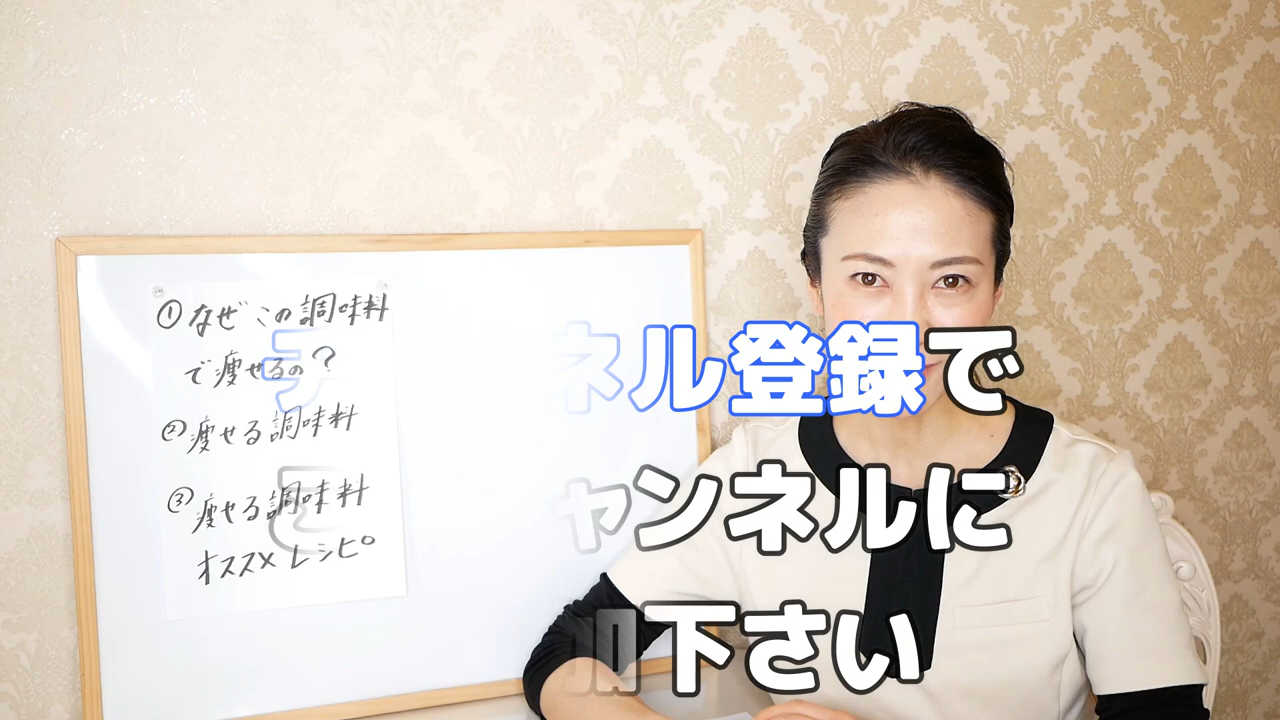 ①なぜこの調味料
で痩せるの?
②痩せる調味料
③痩せる調味料
オススメレシピ
ネル登録で
ャンネルに
加下さい